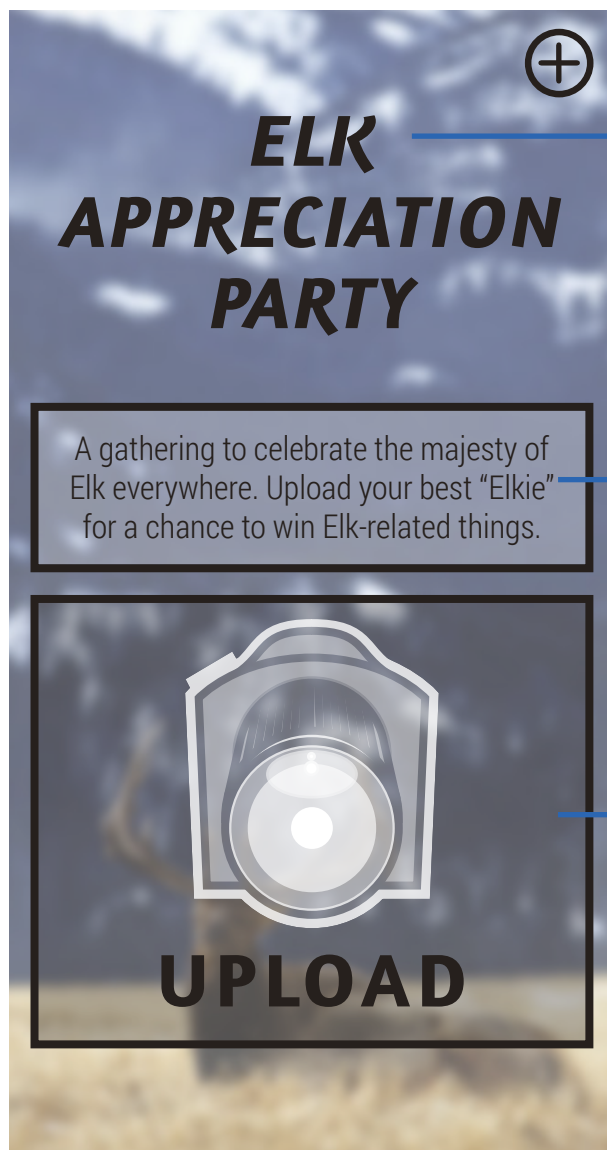 ELK
APPRECIATION
PARTY
A gathering to celebrate the majesty of
Elk everywhere. Upload your best “Elkie”
for a chance to win Elk-related things.
UPLOAD